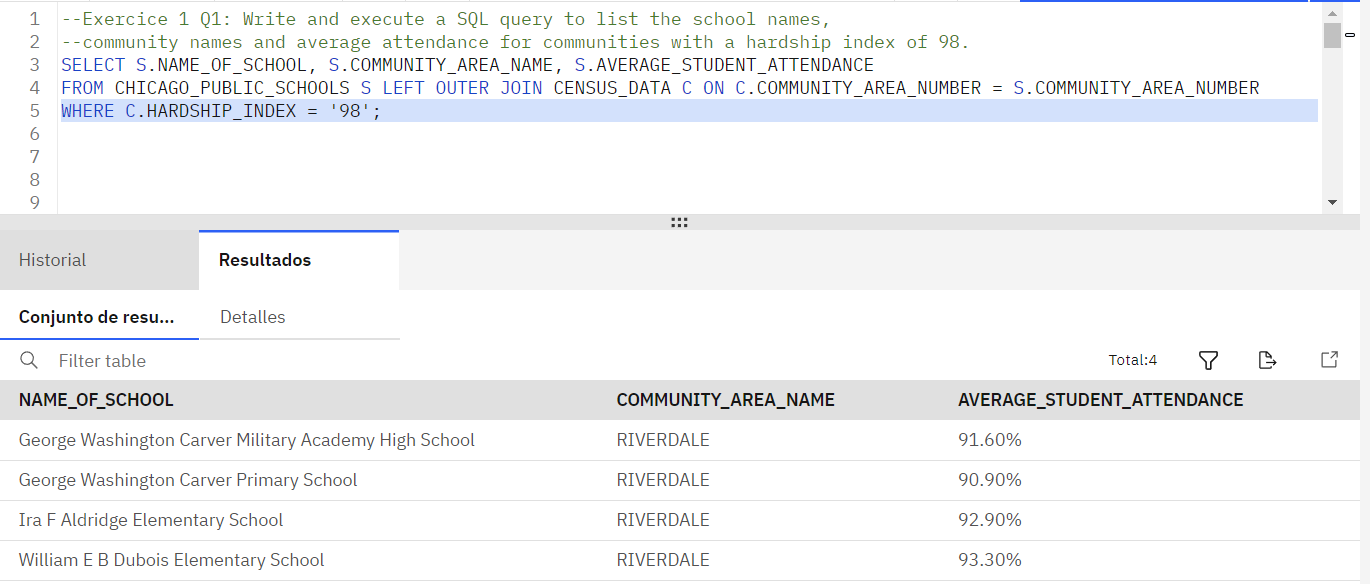 1 --Exercice 1 Q1: Write and execute a SQL query to list the school names,
2 --community names and average attendance for communities with a hardship index of 98.
3 SELECT S.NAME_OF_SCHOOL, S.COMMUNITY_AREA_NAME, S.AVERAGE_STUDENT_ATTENDANCE
4 FROM CHICAGO_PUBLIC_SCHOOLS S LEFT OUTER JOIN CENSUS_DATA C ON C.COMMUNITY_AREA_NUMBER = S.COMMUNITY_AREA_NUMBER
5 WHERE C.HARDSHIP_INDEX = '98';
6
7
8
9
Historial Resultados
Conjunto de resu... Detalles
Filter table Total:4
NAME_OF_SCHOOL COMMUNITY_AREA_NAME AVERAGE_STUDENT_ATTENDANCE
George Washington Carver Military Academy High School RIVERDALE 91.60%
George Washington Carver Primary School RIVERDALE 90.90%
Ira F Aldridge Elementary School RIVERDALE 92.90%
William E B Dubois Elementary School RIVERDALE 93.30%